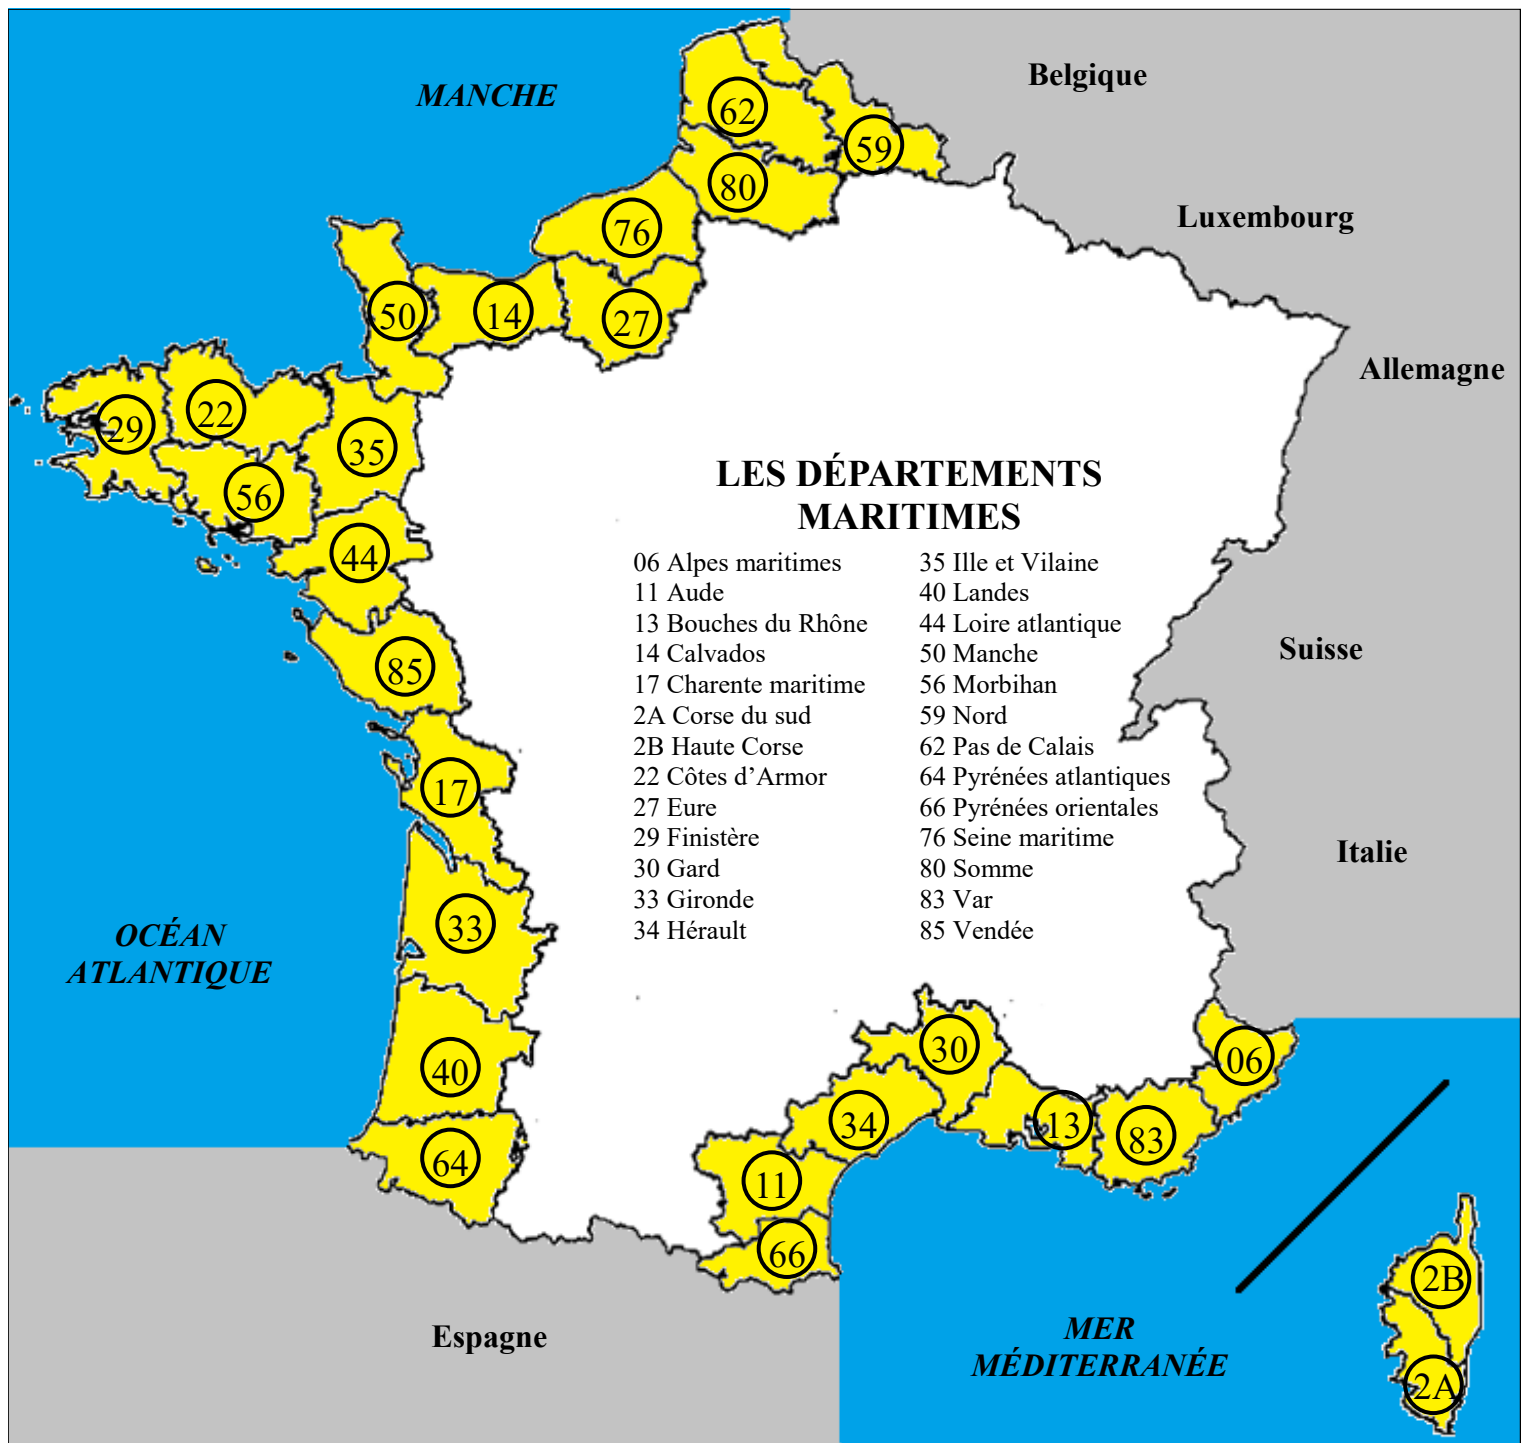 MANCHE
Belgique
62
59
80
Luxembourg
76
50
14
27
Allemagne
29
22
35
56
44
LES DÉPARTEMENTS
MARITIMES
06 Alpes maritimes
11 Aude
13 Bouches du Rhône
14 Calvados
17 Charente maritime
2A Corse du sud
2B Haute Corse
22 Côtes d’Armor
27 Eure
29 Finistère
30 Gard
33 Gironde
34 Hérault
35 Ille et Vilaine
40 Landes
44 Loire atlantique
50 Manche
56 Morbihan
59 Nord
62 Pas de Calais
64 Pyrénées atlantiques
66 Pyrénées orientales
76 Seine maritime
80 Somme
83 Var
85 Vendée
Suisse
85
17
Italie
33
OCÉAN
ATLANTIQUE
40
30
06
34
13
83
64
11
66
2B
Espagne
MER
MÉDITERRANÉE
2A